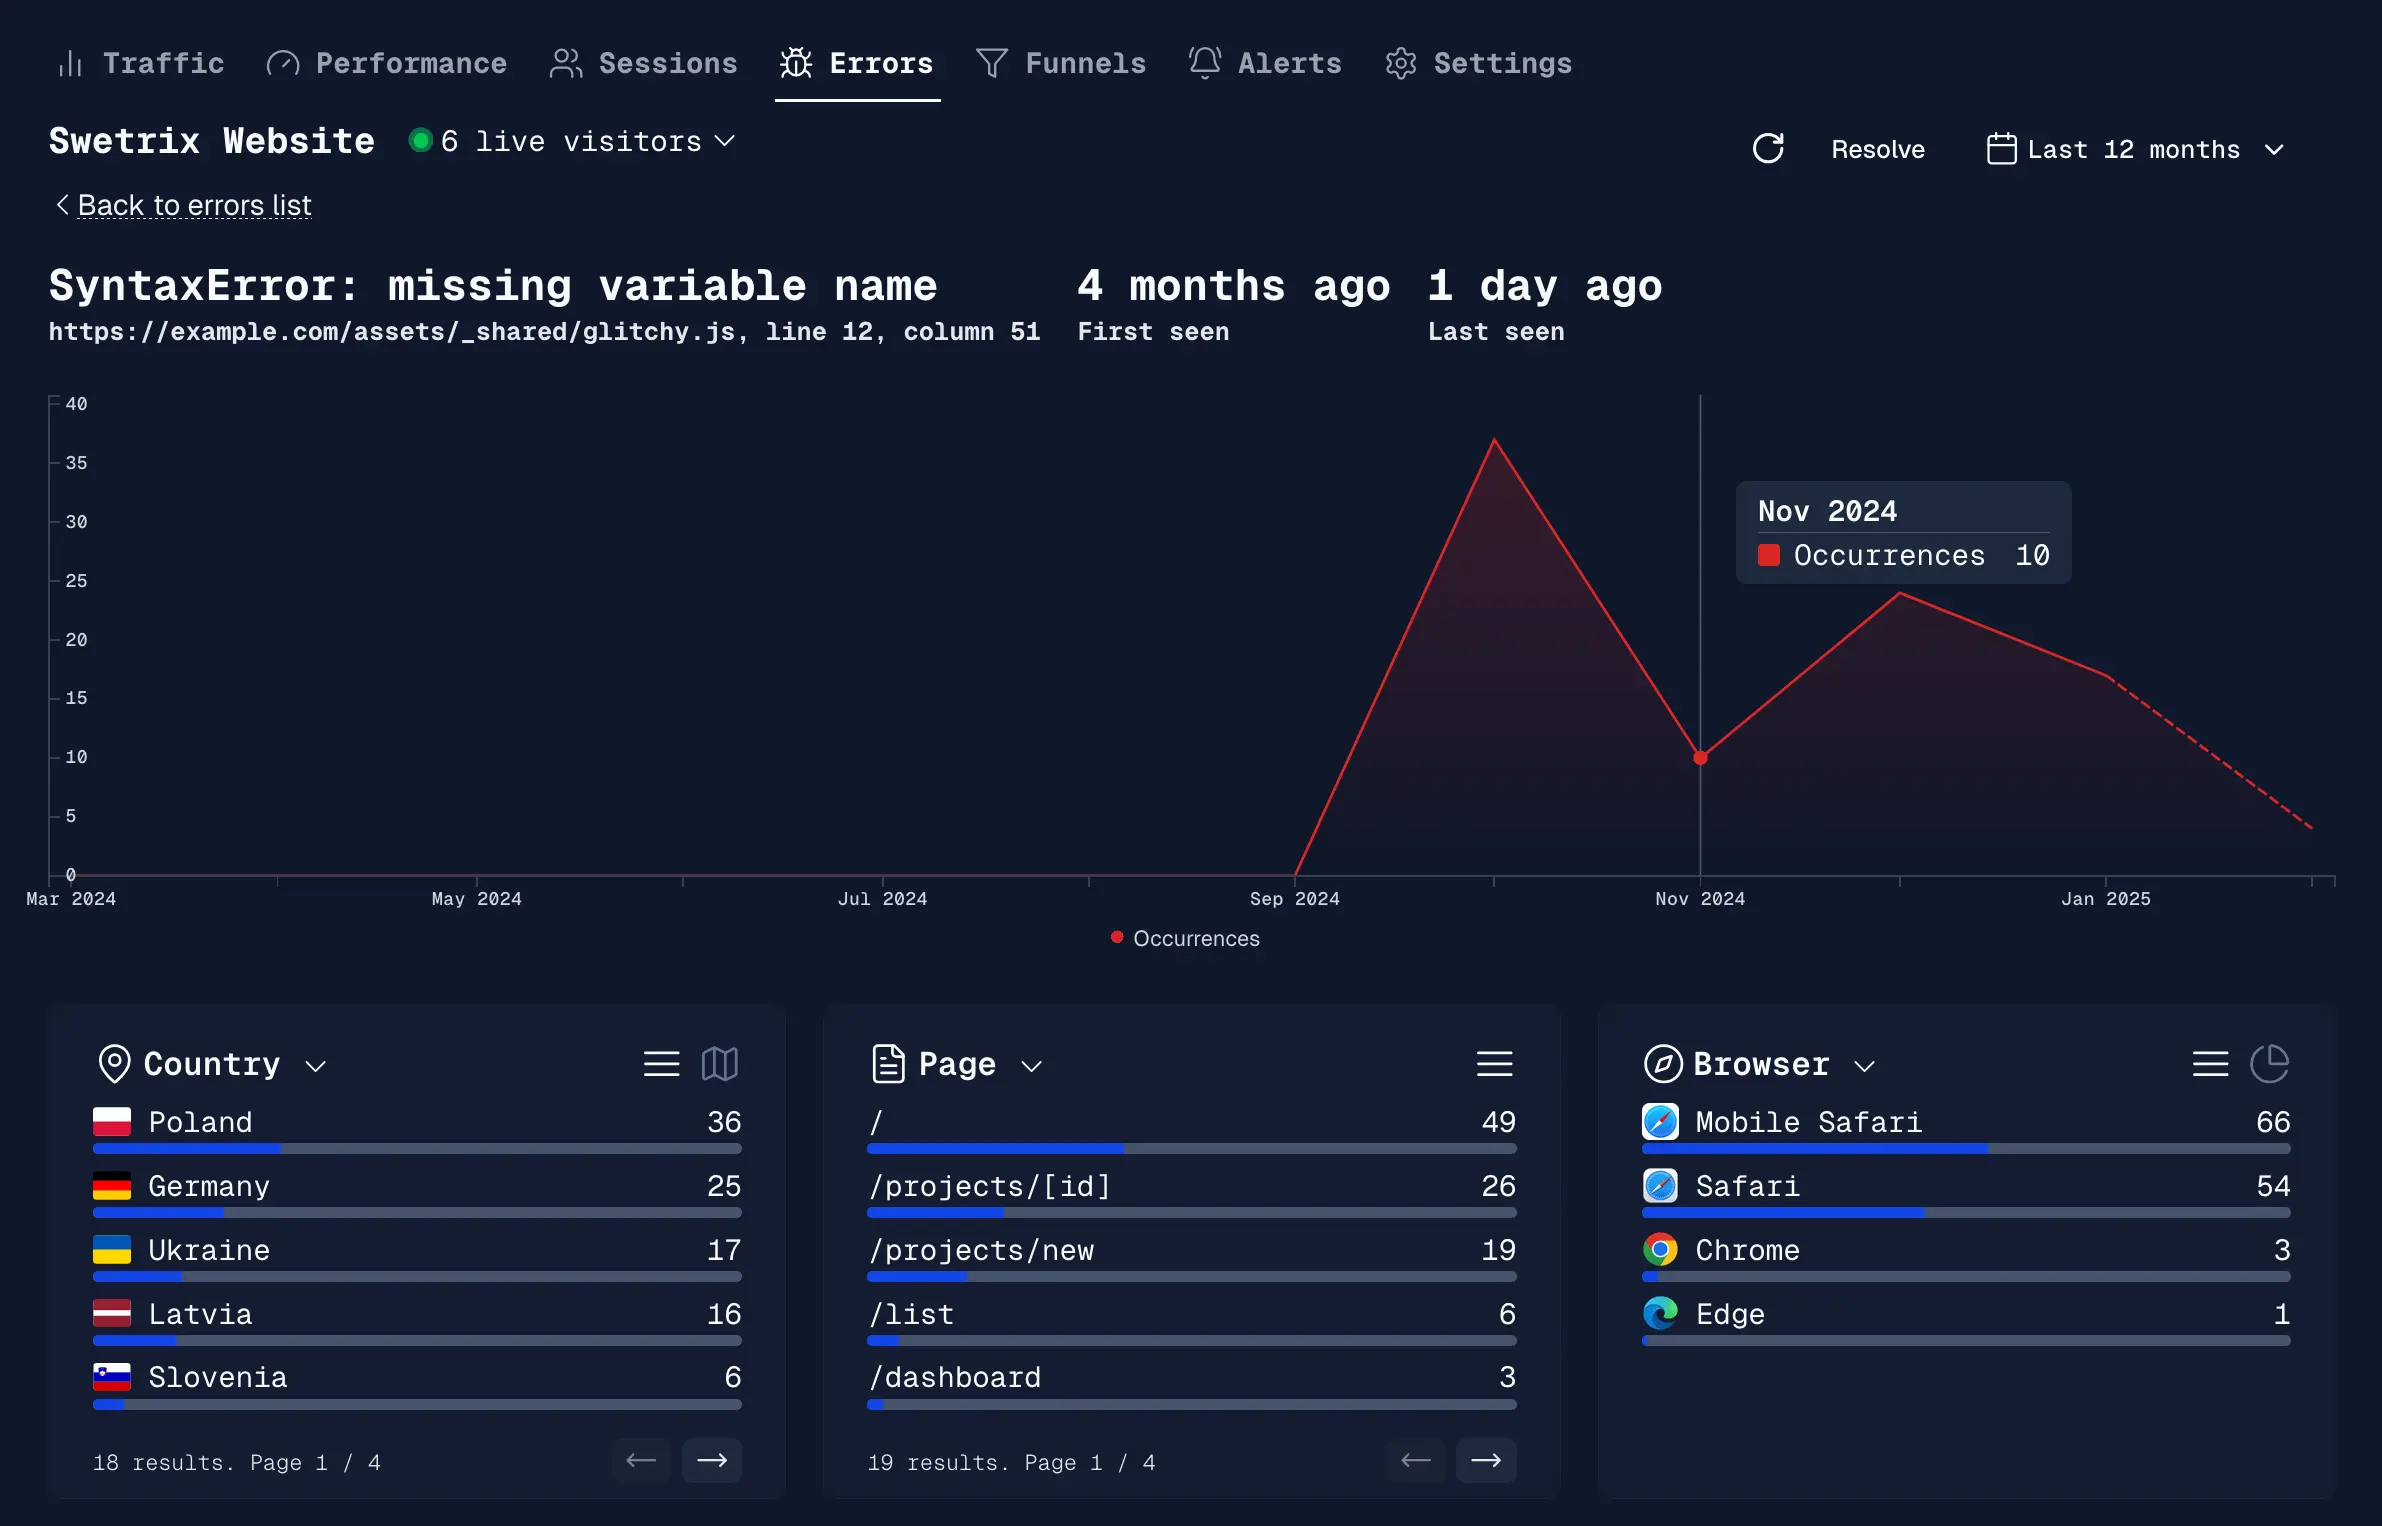 Traffic Performance Sessions Errors Funnels Alerts Settings
Swetrix Website 6 live visitors Resolve Last 12 months
Back to errors list
SyntaxError: missing variable name 4 months ago 1 day ago
https://example.com/assets/_shared/glitchy.js, line 12, column 51 First seen Last seen
40
35
30
25
20
15
10
5
0
Nov 2024
Occurrences 10
Mar 2024 May 2024 Jul 2024 Sep 2024 Nov 2024 Jan 2025
Occurrences
Country
Poland 36
Germany 25
Ukraine 17
Latvia 16
Slovenia 6
18 results. Page 1 / 4
Page
/ 49
/projects/[id] 26
/projects/new 19
/list 6
/dashboard 3
19 results. Page 1 / 4
Browser
Mobile Safari 66
Safari 54
Chrome 3
Edge 1